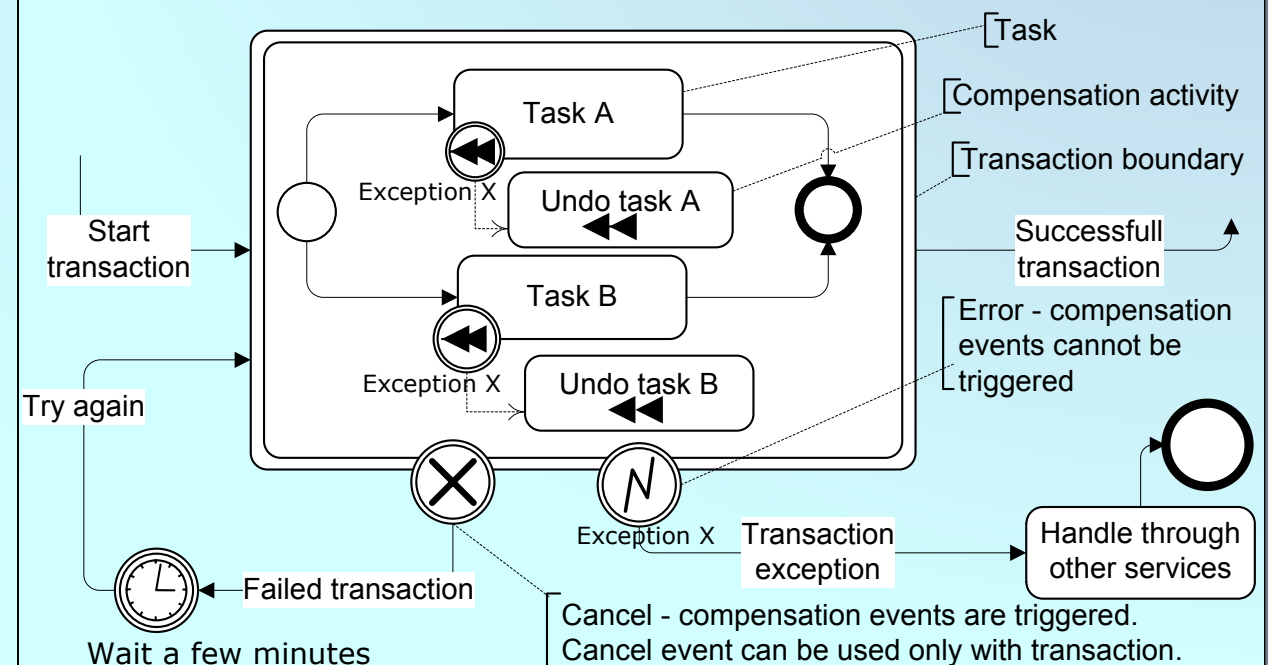 Task
Compensation activity
Transaction boundary
Task A
Exception X
Undo task A
Start
transaction
Successfull
transaction
Task B
Exception X
Undo task B
Error - compensation
events cannot be
triggered
Try again
Exception X
Transaction
exception
Handle through
other services
Failed transaction
Wait a few minutes
Cancel - compensation events are triggered.
Cancel event can be used only with transaction.